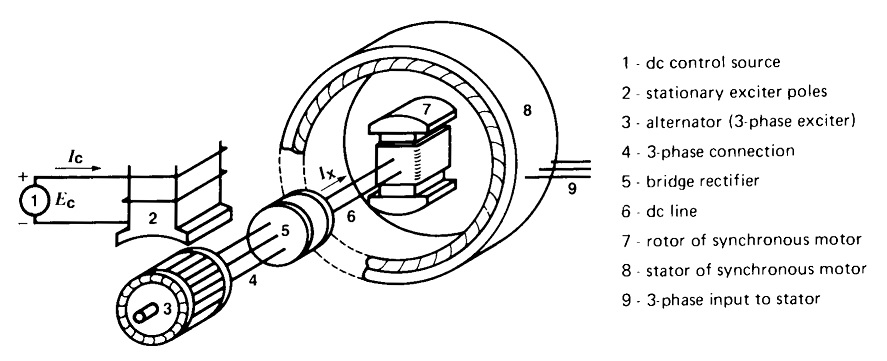 1 - dc control source
2 - stationary exciter poles
3 - alternator (3-phase exciter)
4 - 3-phase connection
5 - bridge rectifier
6 - dc line
7 - rotor of synchronous motor
8 - stator of synchronous motor
9 - 3-phase input to stator
Ic
+
1
Ec
−
2
3
4
5
Ix
6
7
8
9